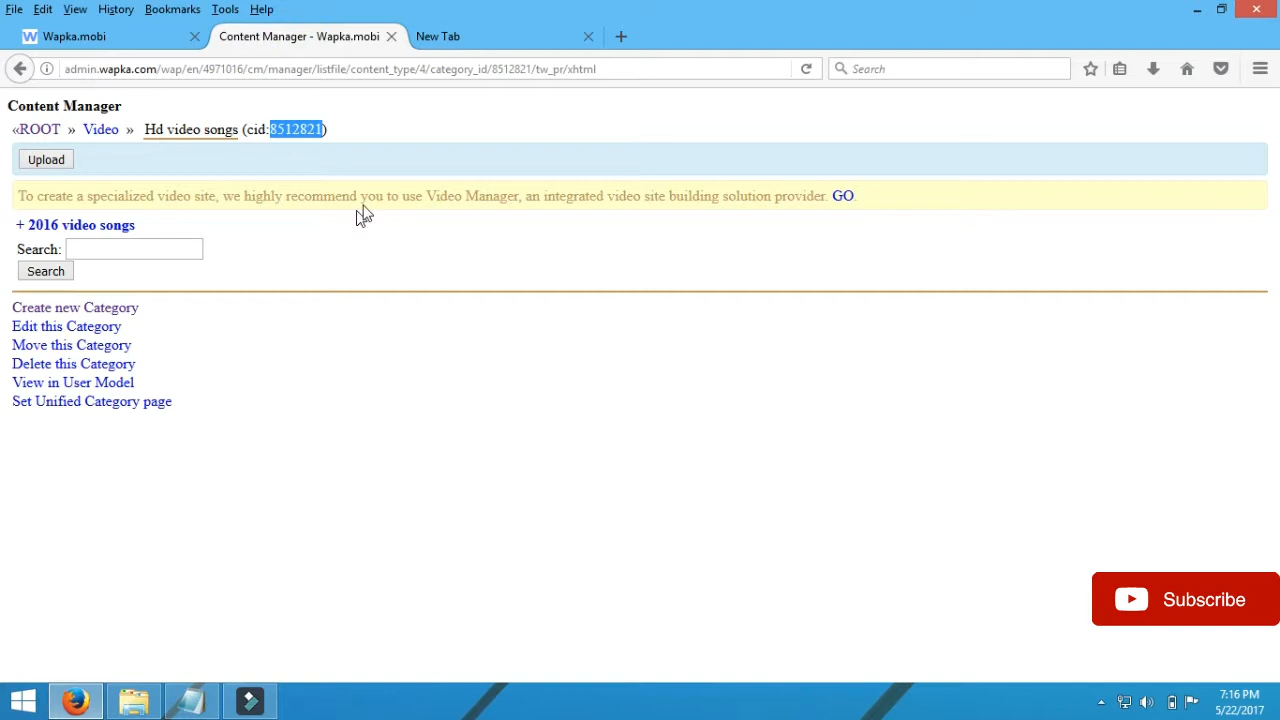 File Edit View History Bookmarks Tools Help
Wapka.mobi Content Manager - Wapka.mobi New Tab
admin.wapka.com/wap/en/4971016/cm/manager/listfile/content_type/4/category_id/8512821/tw_pr/xhtml Search
Content Manager
«ROOT » Video » Hd video songs (cid:8512821)
Upload
To create a specialized video site, we highly recommend you to use Video Manager, an integrated video site building solution provider. GO.
+ 2016 video songs
Search:
Search
Create new Category
Edit this Category
Move this Category
Delete this Category
View in User Model
Set Unified Category page
Subscribe
7:16 PM
5/22/2017